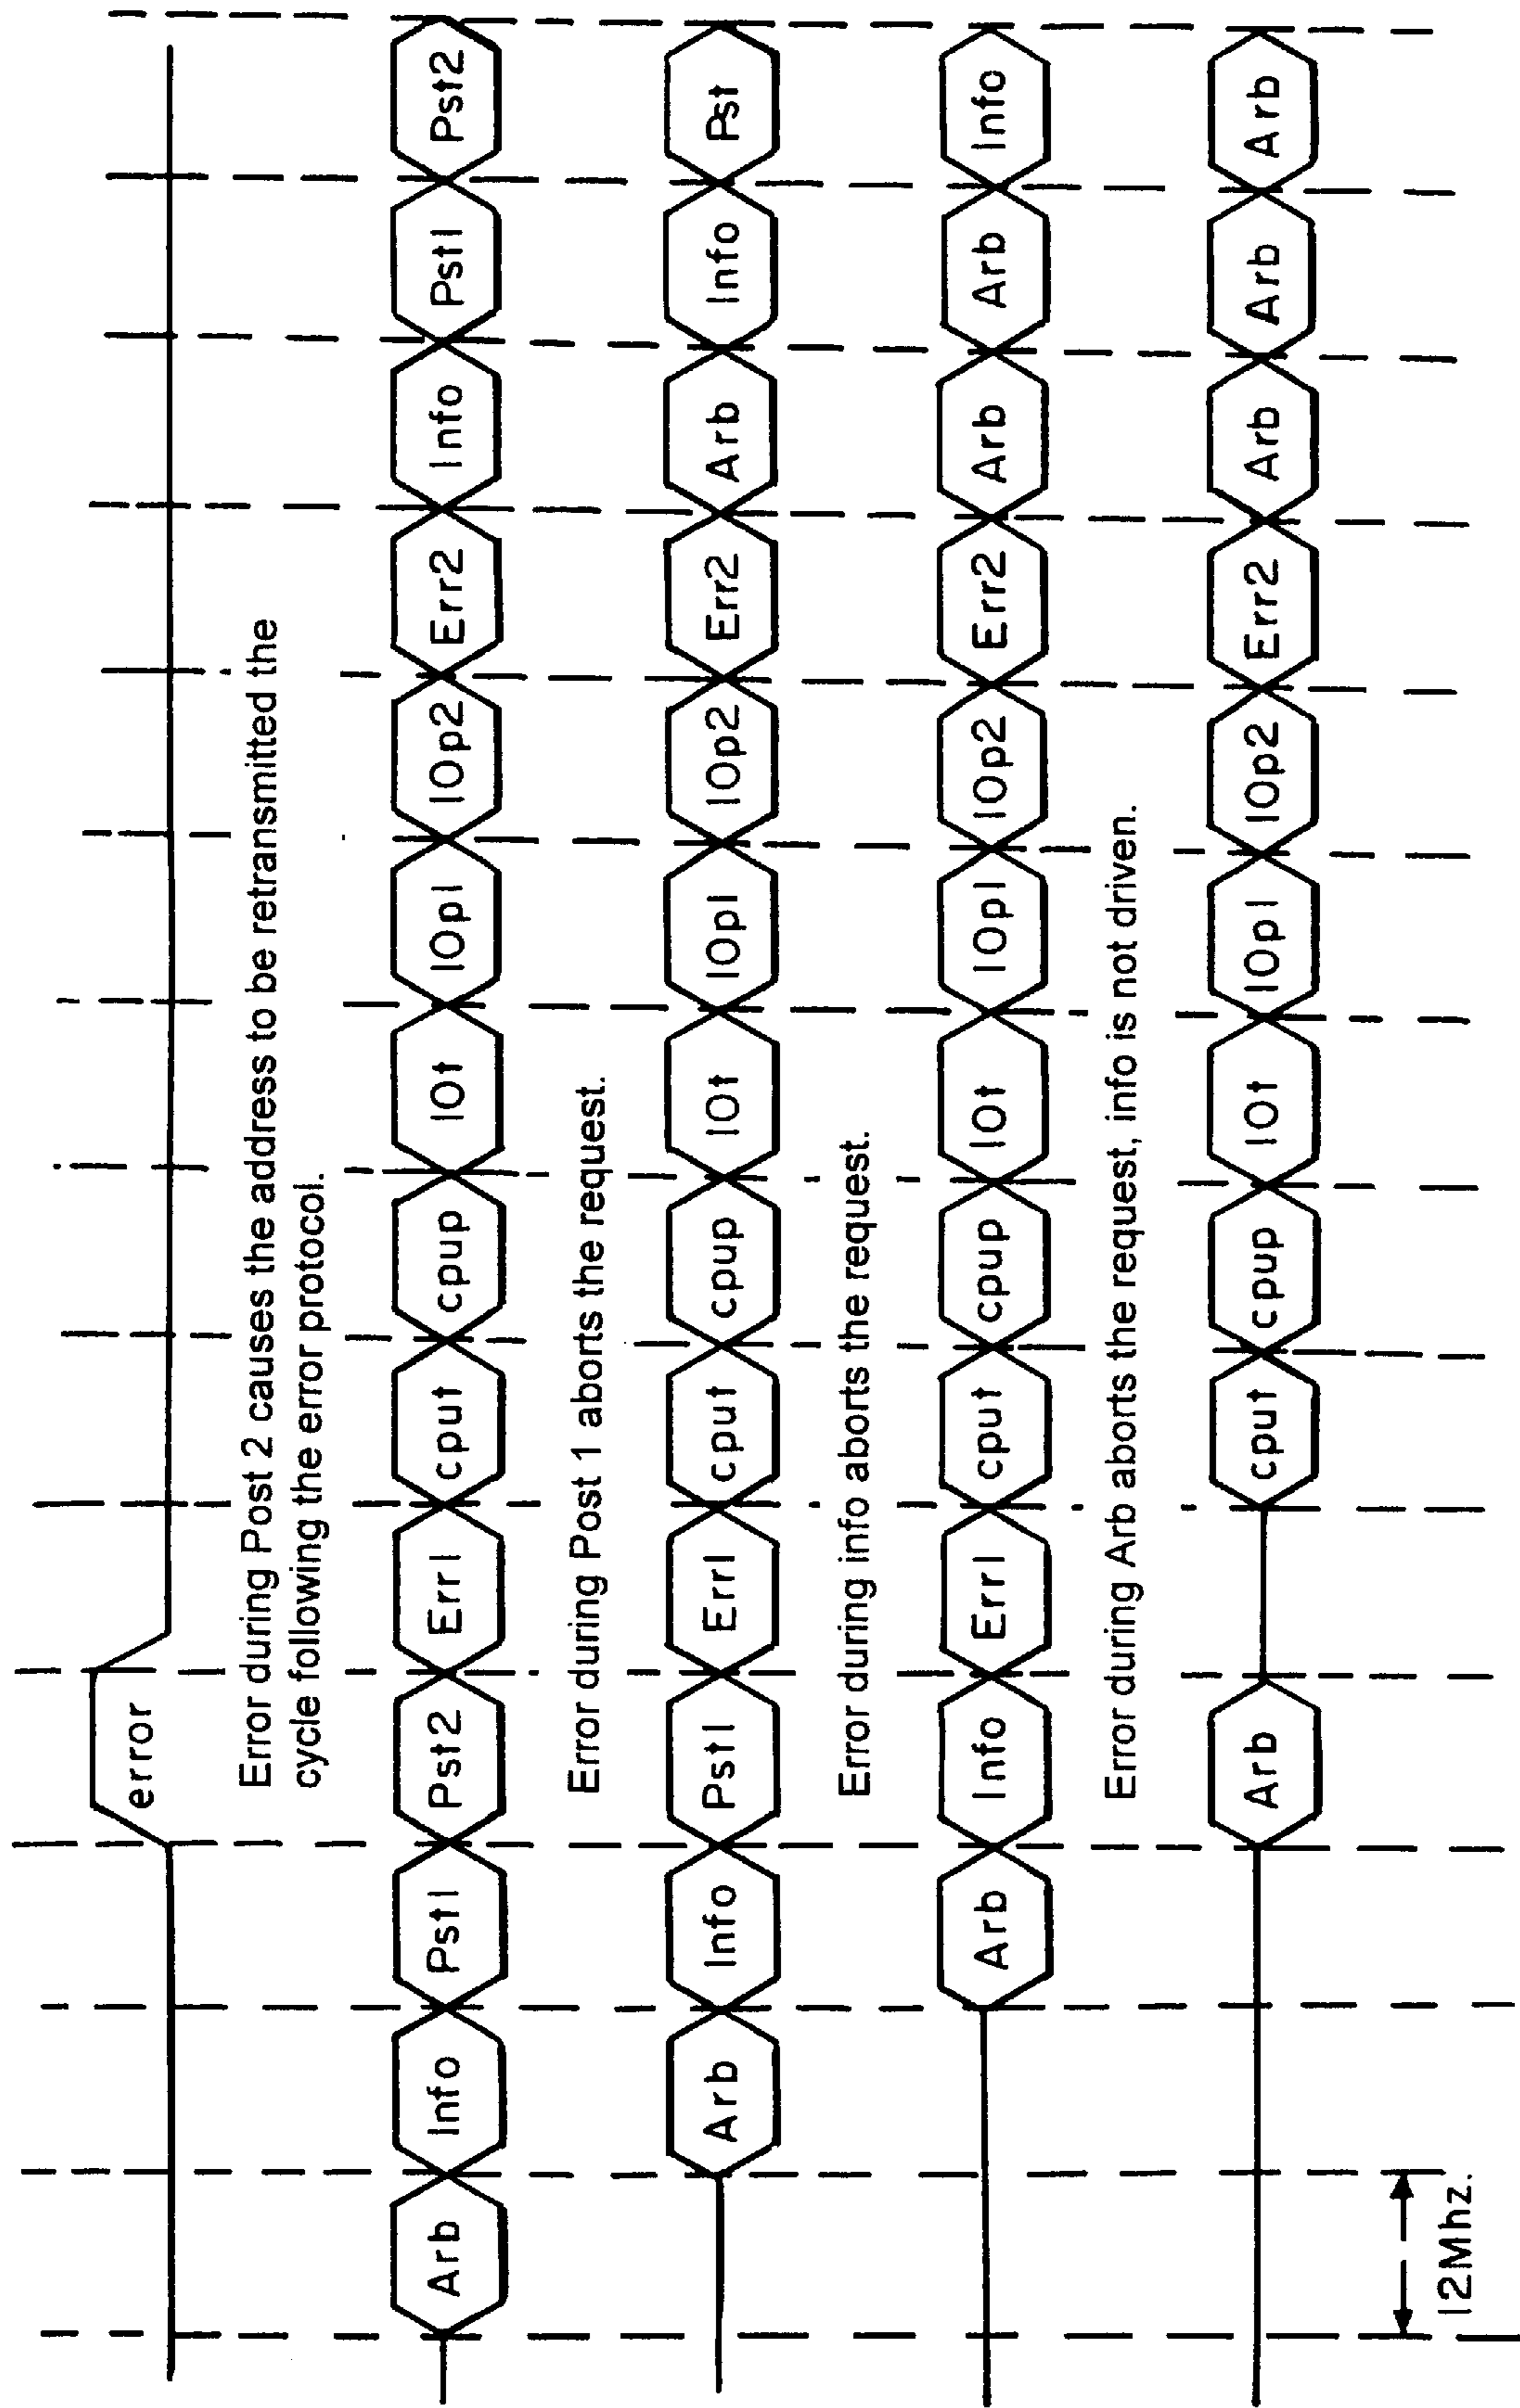 error
Error during Post 2 causes the address to be retransmitted the
cycle following the error protocol.
Arb Info Pst1 Pst2 Err1 cput cpup IOt IOp1 IOp2 Err2 Info Pst1 Pst2
Error during Post 1 aborts the request.
Arb Info Pst1 Err1 cput cpup IOt IOp1 IOp2 Err2 Arb Info Pst
Error during info aborts the request.
Arb Info Err1 cput cpup IOt IOp1 IOp2 Err2 Arb Arb Info
Error during Arb aborts the request, info is not driven.
Arb cput cpup IOt IOp1 IOp2 Err2 Arb Arb Arb
12Mhz.